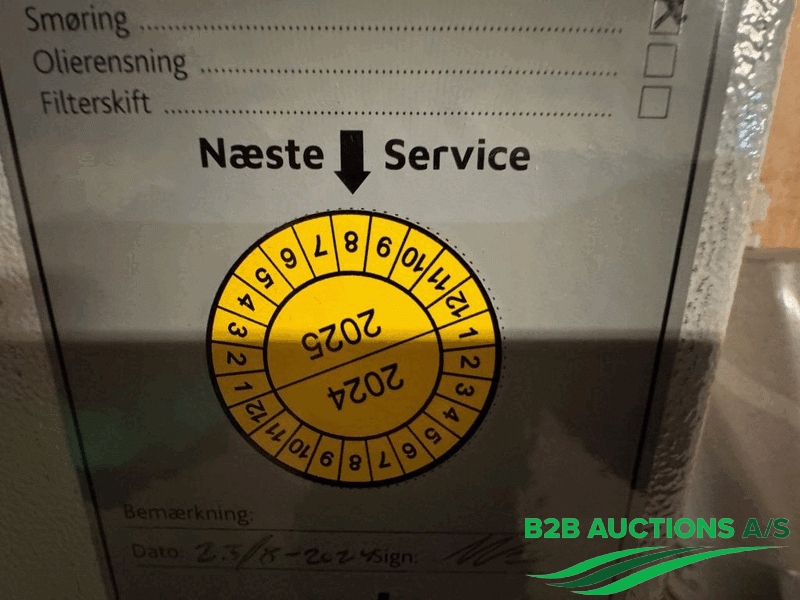 Smøring
Olierensning
Filterskift
Næste Service
8 9 10 11 12 1 2 3 4 5 6 7 8 9 10 11 12 1 2 3 4 5 6 7
2025
2024
Bemærkning:
Dato: 23/8-2024 Sign:
B2B AUCTIONS A/S